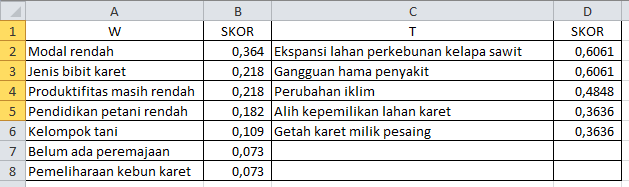 A B C D
1 W SKOR T SKOR
2 Modal rendah 0,364 Ekspansi lahan perkebunan kelapa sawit 0,6061
3 Jenis bibit karet 0,218 Gangguan hama penyakit 0,6061
4 Produktifitas masih rendah 0,218 Perubahan iklim 0,4848
5 Pendidikan petani rendah 0,182 Alih kepemilikan lahan karet 0,3636
6 Kelompok tani 0,109 Getah karet milik pesaing 0,3636
7 Belum ada peremajaan 0,073
8 Pemeliharaan kebun karet 0,073